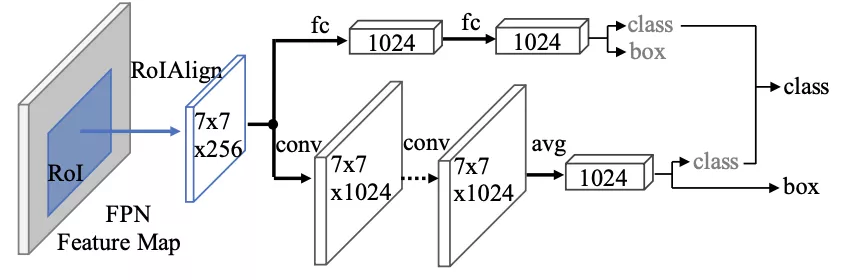 fc
fc
1024
1024
class
box
RoIAlign
7x7
x256
RoI
FPN
Feature Map
conv
7x7
x1024
conv
7x7
x1024
avg
1024
class
class
box